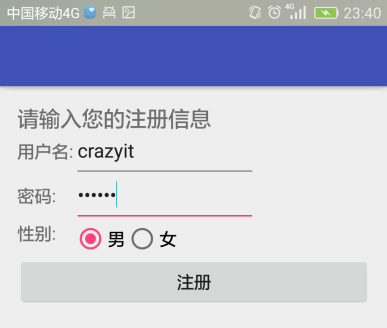 中国移动4G 4G 23:40
请输入您的注册信息
用户名: crazyit
密码: ••••••
性别: 男 女
注册